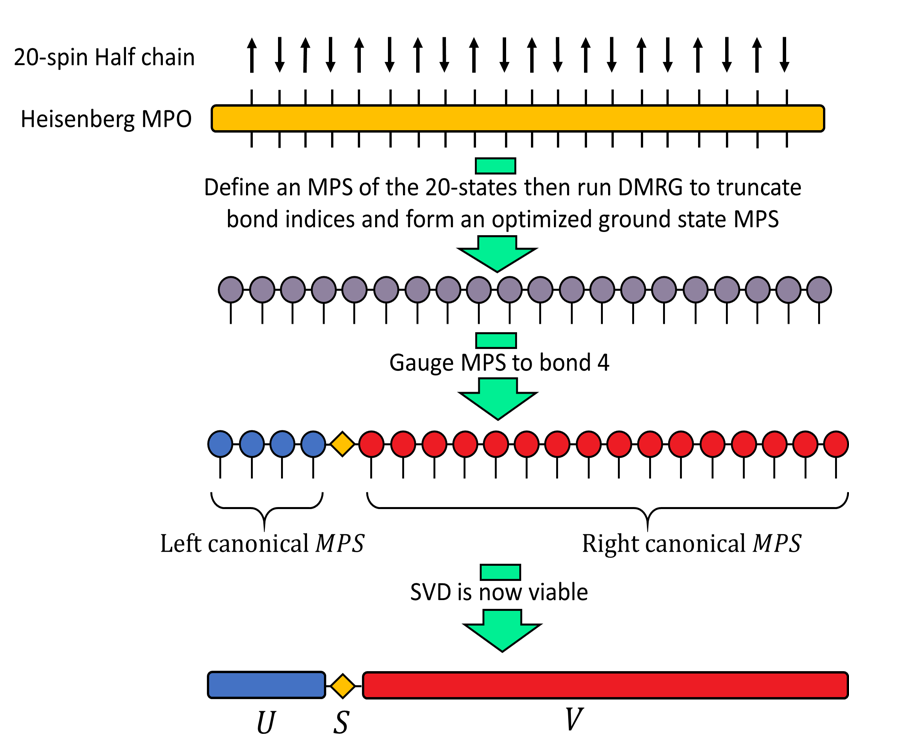 20-spin Half chain
Heisenberg MPO
Define an MPS of the 20-states then run DMRG to truncate
bond indices and form an optimized ground state MPS
Gauge MPS to bond 4
Left canonical MPS
Right canonical MPS
SVD is now viable
U
S
V